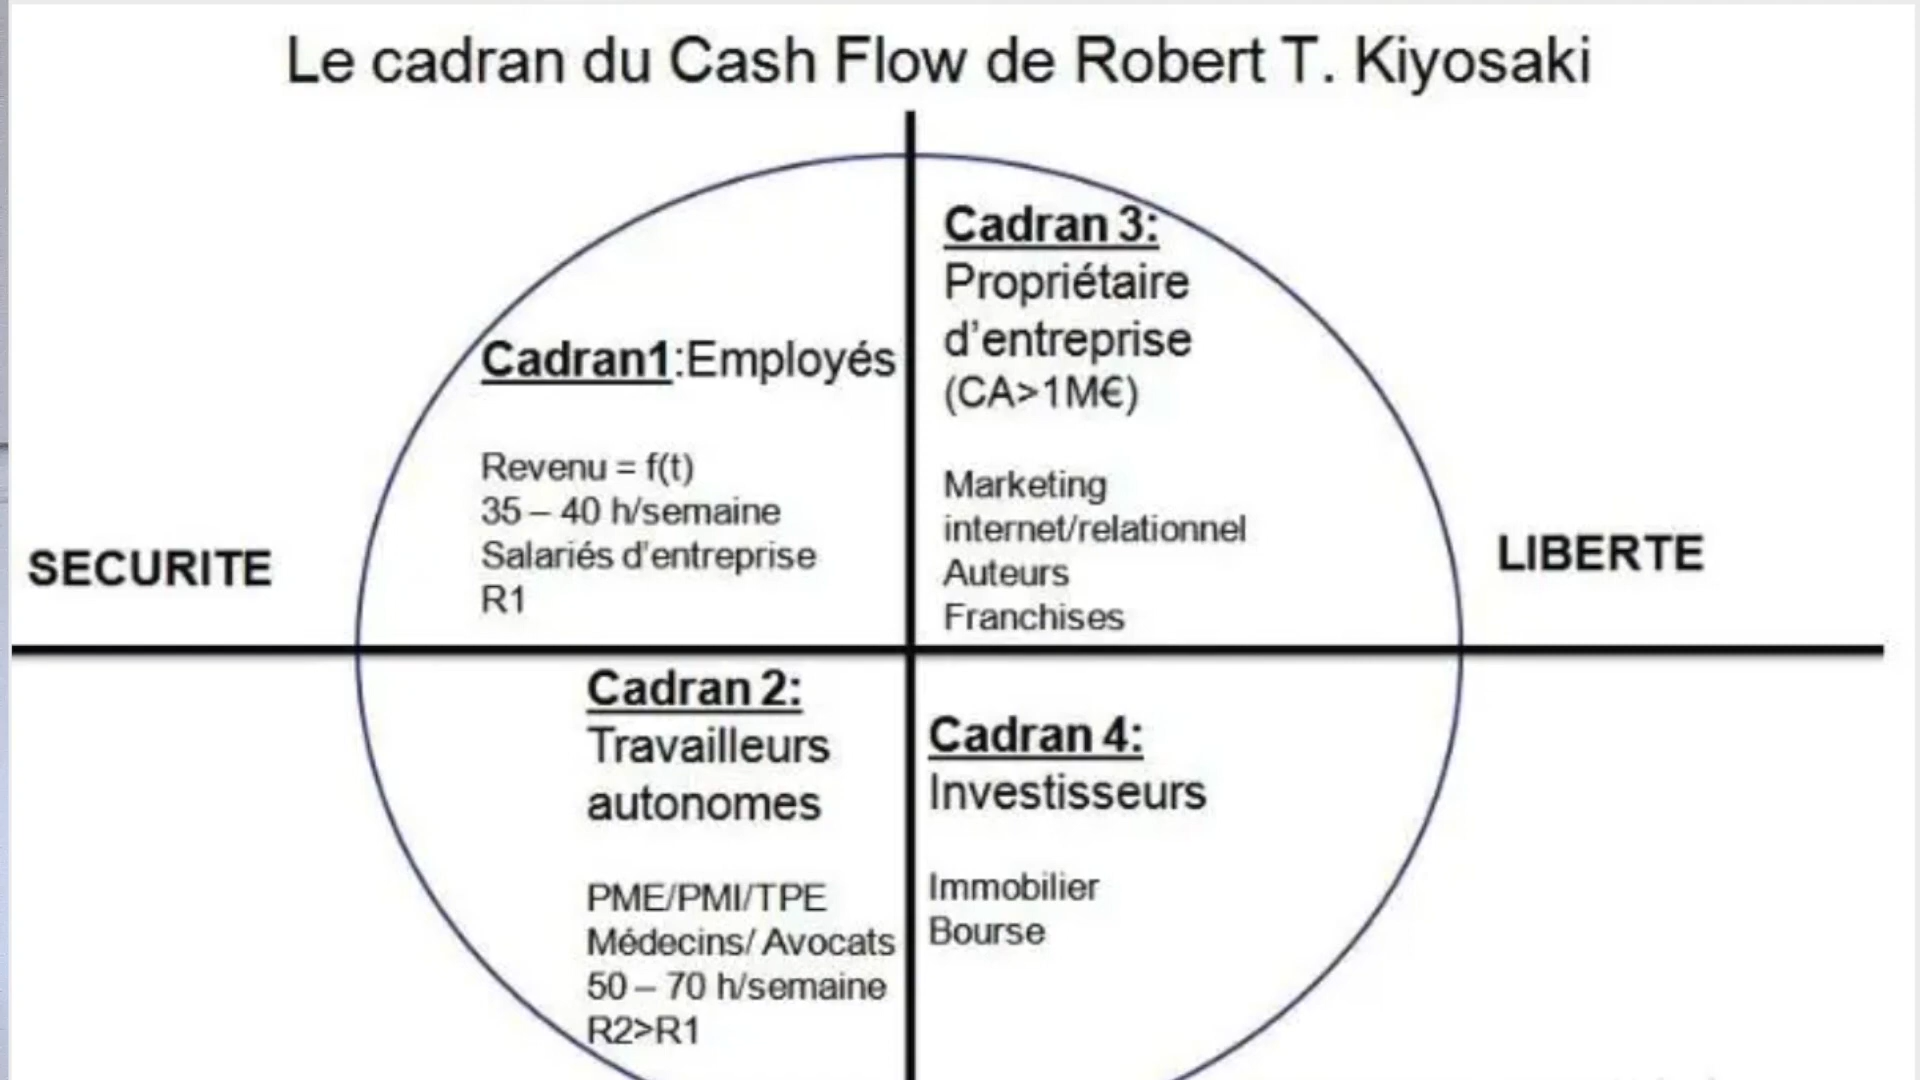 Le cadran du Cash Flow de Robert T. Kiyosaki
Cadran1:Employés
Revenu = f(t)
35 – 40 h/semaine
Salariés d'entreprise
R1
Cadran 3:
Propriétaire
d'entreprise
(CA>1M€)
Marketing
internet/relationnel
Auteurs
Franchises
SECURITE
LIBERTE
Cadran 2:
Travailleurs
autonomes
PME/PMI/TPE
Médecins/ Avocats
50 – 70 h/semaine
R2>R1
Cadran 4:
Investisseurs
Immobilier
Bourse